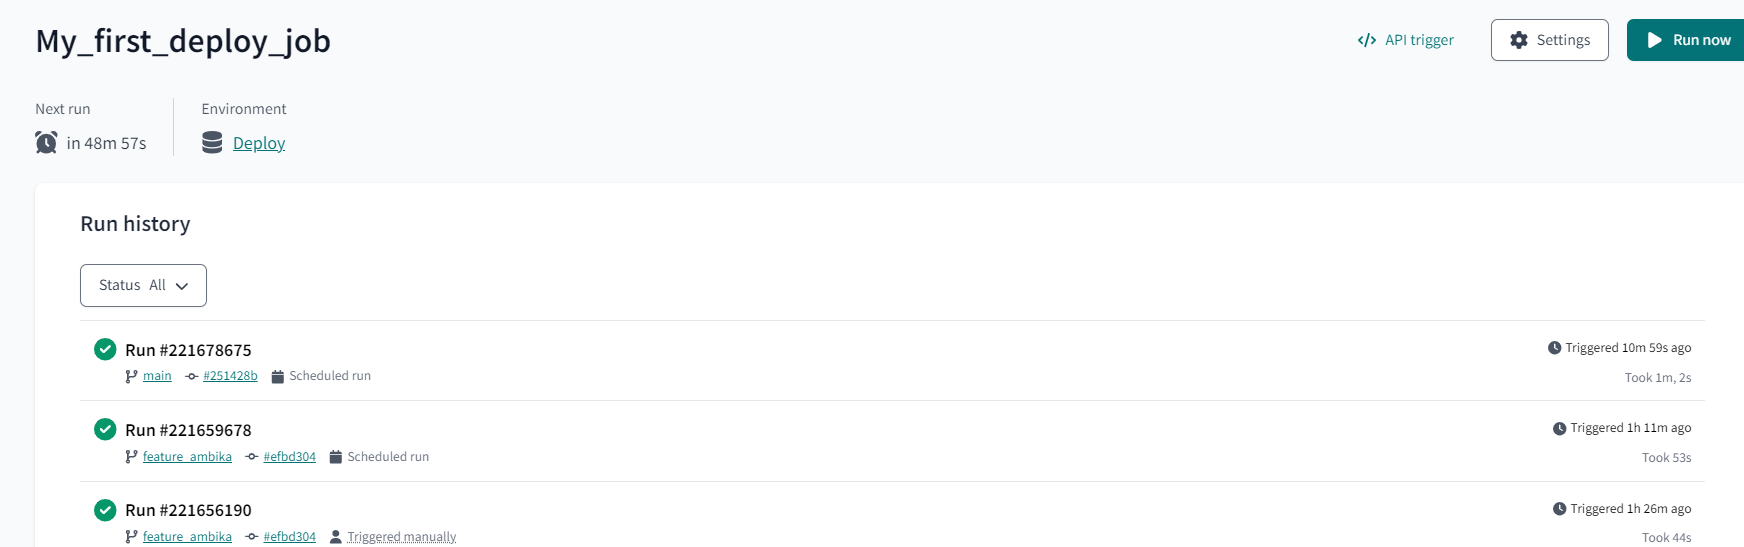 My_first_deploy_job
</> API trigger
Settings
Run now
Next run
Environment
in 48m 57s
Deploy
Run history
Status All
Run #221678675
Triggered 10m 59s ago
main #251428b Scheduled run
Took 1m, 2s
Run #221659678
Triggered 1h 11m ago
feature_ambika #efbd304 Scheduled run
Took 53s
Run #221656190
Triggered 1h 26m ago
feature_ambika #efbd304 Triggered manually
Took 44s